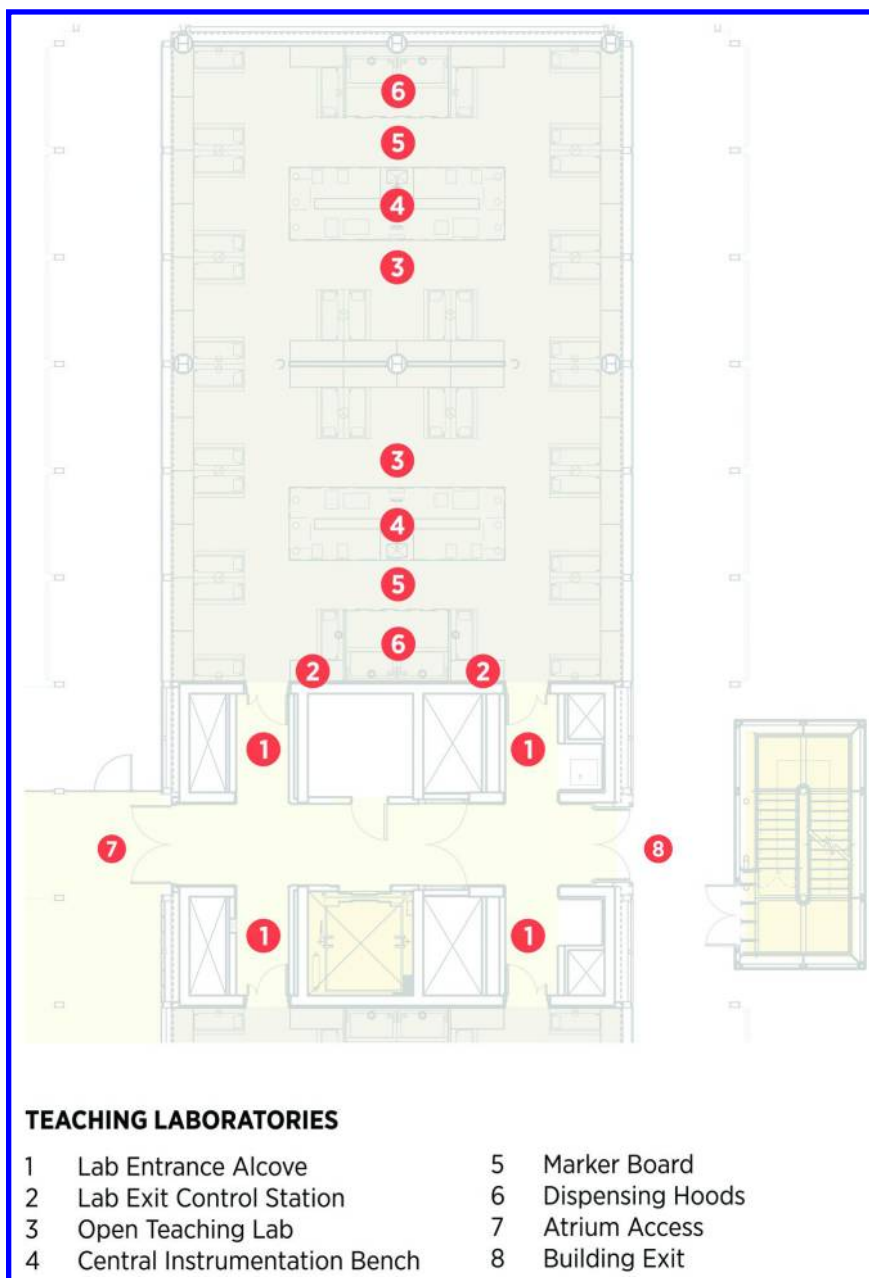 6
5
4
3
3
4
5
6
2 2
1 1
7 8
1 1
TEACHING LABORATORIES
1 Lab Entrance Alcove
2 Lab Exit Control Station
3 Open Teaching Lab
4 Central Instrumentation Bench
5 Marker Board
6 Dispensing Hoods
7 Atrium Access
8 Building Exit